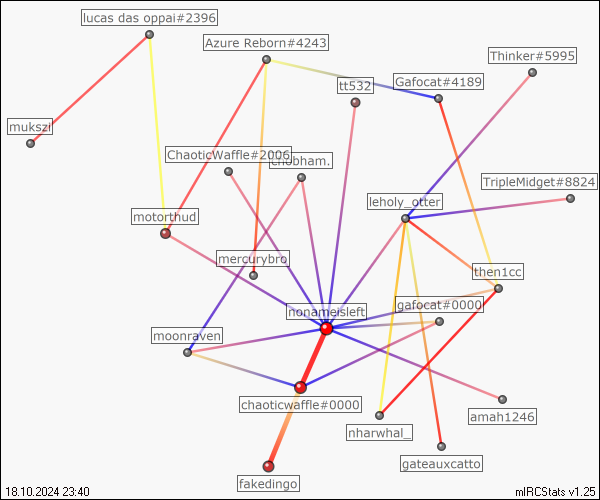 lucas das oppai#2396
Azure Reborn#4243
Thinker#5995
tt532
Gafocat#4189
mukszi
ChaoticWaffle#2006
chobham.
TripleMidget#8824
leholy_otter
motorthud
mercurybro
then1cc
nonameisleft
gafocat#0000
moonraven
chaoticwaffle#0000
amah1246
nharwhal_
gateauxcatto
fakedingo
18.10.2024 23:40
mIRCStats v1.25